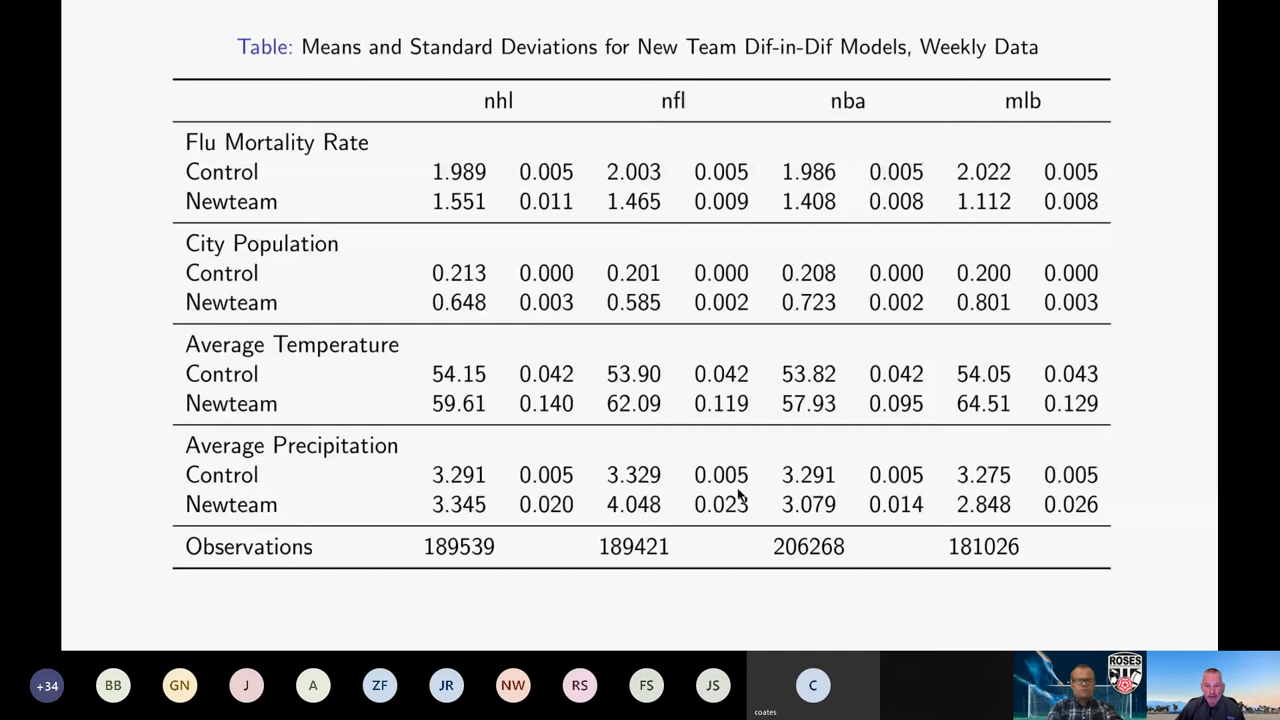 Table: Means and Standard Deviations for New Team Dif-in-Dif Models, Weekly Data
nhl nfl nba mlb
Flu Mortality Rate
Control 1.989 0.005 2.003 0.005 1.986 0.005 2.022 0.005
Newteam 1.551 0.011 1.465 0.009 1.408 0.008 1.112 0.008
City Population
Control 0.213 0.000 0.201 0.000 0.208 0.000 0.200 0.000
Newteam 0.648 0.003 0.585 0.002 0.723 0.002 0.801 0.003
Average Temperature
Control 54.15 0.042 53.90 0.042 53.82 0.042 54.05 0.043
Newteam 59.61 0.140 62.09 0.119 57.93 0.095 64.51 0.129
Average Precipitation
Control 3.291 0.005 3.329 0.005 3.291 0.005 3.275 0.005
Newteam 3.345 0.020 4.048 0.023 3.079 0.014 2.848 0.026
Observations 189539 189421 206268 181026
+34 BB GN J A ZF JR NW RS FS JS C
coates
ROSES